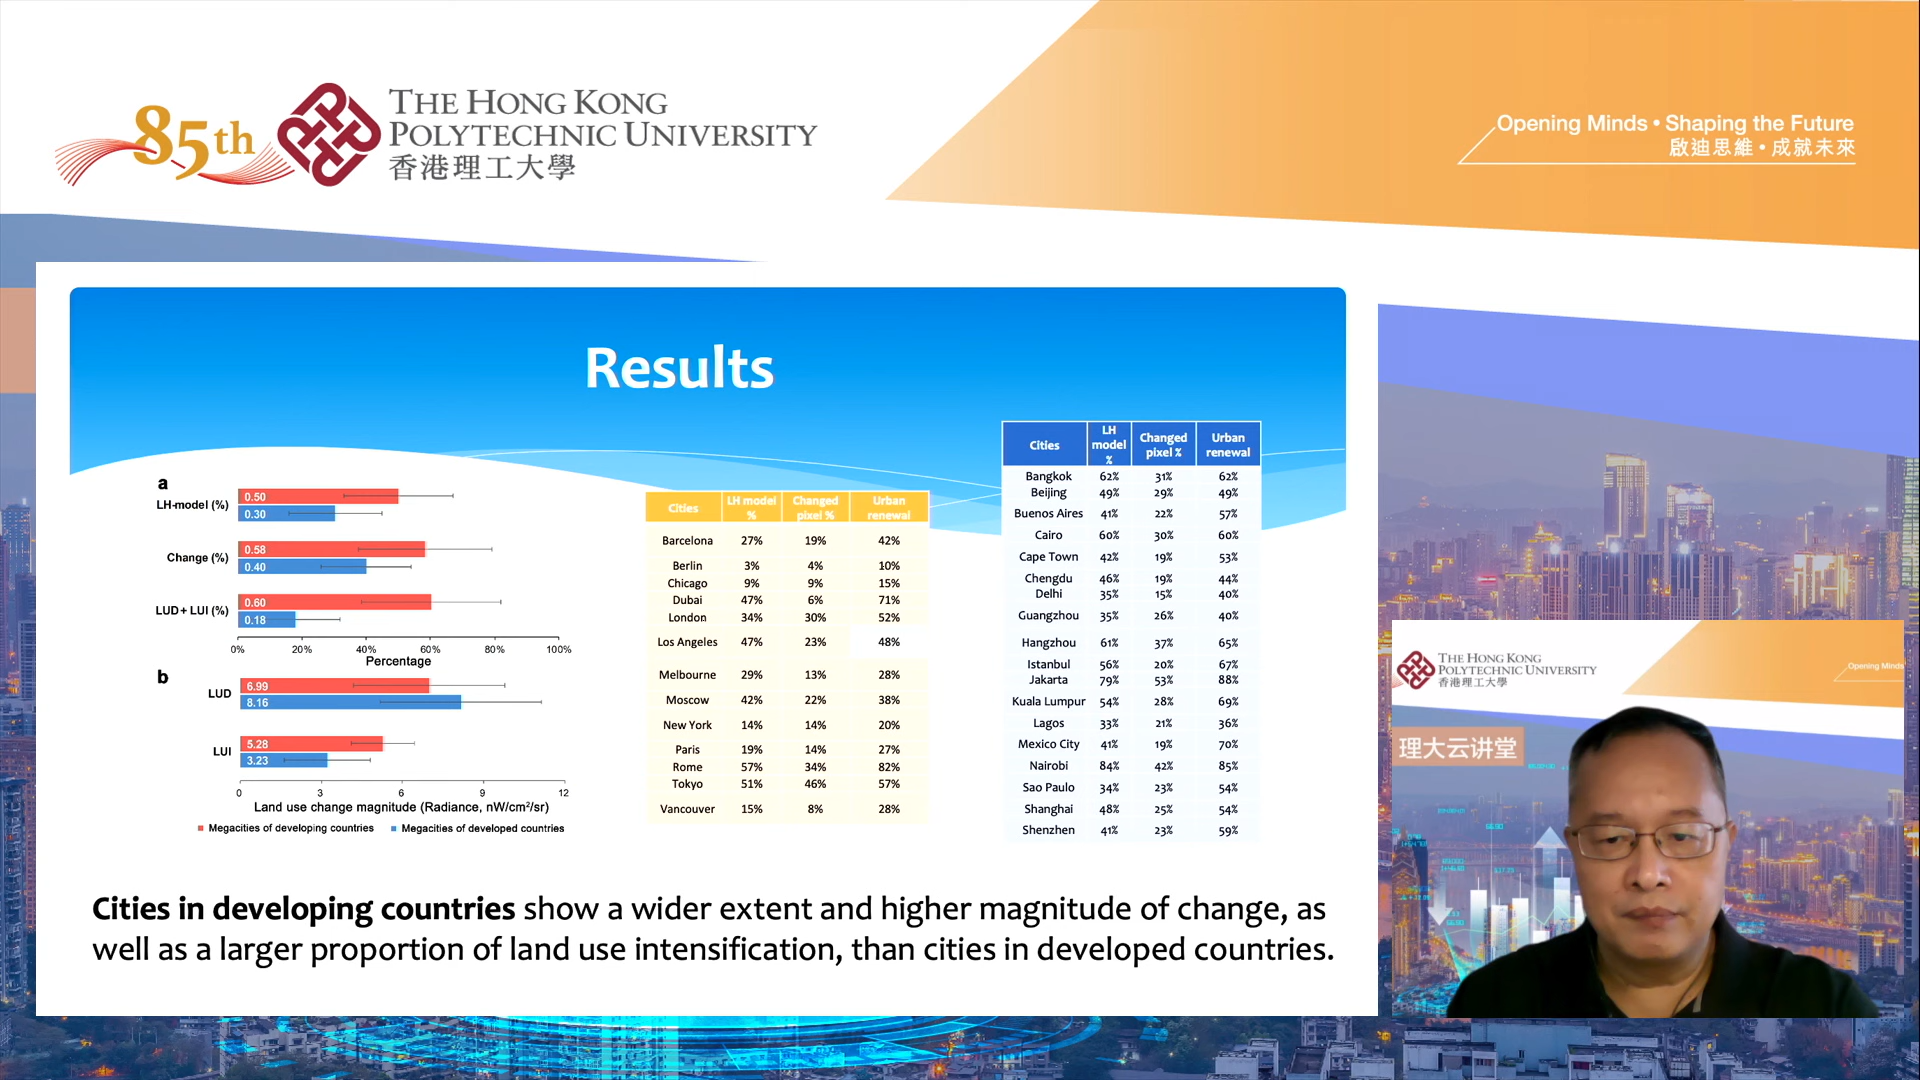 85th
THE HONG KONG
POLYTECHNIC UNIVERSITY
香港理工大學
Opening Minds • Shaping the Future
啟迪思維 • 成就未來
Results
a
LH-model (%)
0.50
0.30
Change (%)
0.58
0.40
LUD + LUI (%)
0.60
0.18
0% 20% 40% 60% 80% 100%
Percentage
b
LUD
6.99
8.16
LUI
5.28
3.23
0 3 6 9 12
Land use change magnitude (Radiance, nW/cm²/sr)
Megacities of developing countries Megacities of developed countries
Cities LH model % Changed pixel % Urban renewal
Barcelona 27% 19% 42%
Berlin 3% 4% 10%
Chicago 9% 9% 15%
Dubai 47% 6% 71%
London 34% 30% 52%
Los Angeles 47% 23% 48%
Melbourne 29% 13% 28%
Moscow 42% 22% 38%
New York 14% 14% 20%
Paris 19% 14% 27%
Rome 57% 34% 82%
Tokyo 51% 46% 57%
Vancouver 15% 8% 28%
Cities LH model % Changed pixel % Urban renewal
Bangkok 62% 31% 62%
Beijing 49% 29% 49%
Buenos Aires 41% 22% 57%
Cairo 60% 30% 60%
Cape Town 42% 19% 53%
Chengdu 46% 19% 44%
Delhi 35% 15% 40%
Guangzhou 35% 26% 40%
Hangzhou 61% 37% 65%
Istanbul 56% 20% 67%
Jakarta 79% 53% 88%
Kuala Lumpur 54% 28% 69%
Lagos 33% 21% 36%
Mexico City 41% 19% 70%
Nairobi 84% 42% 85%
Sao Paulo 34% 23% 54%
Shanghai 48% 25% 54%
Shenzhen 41% 23% 59%
Cities in developing countries show a wider extent and higher magnitude of change, as
well as a larger proportion of land use intensification, than cities in developed countries.
THE HONG KONG
POLYTECHNIC UNIVERSITY
香港理工大學
Opening Minds
理大云讲堂